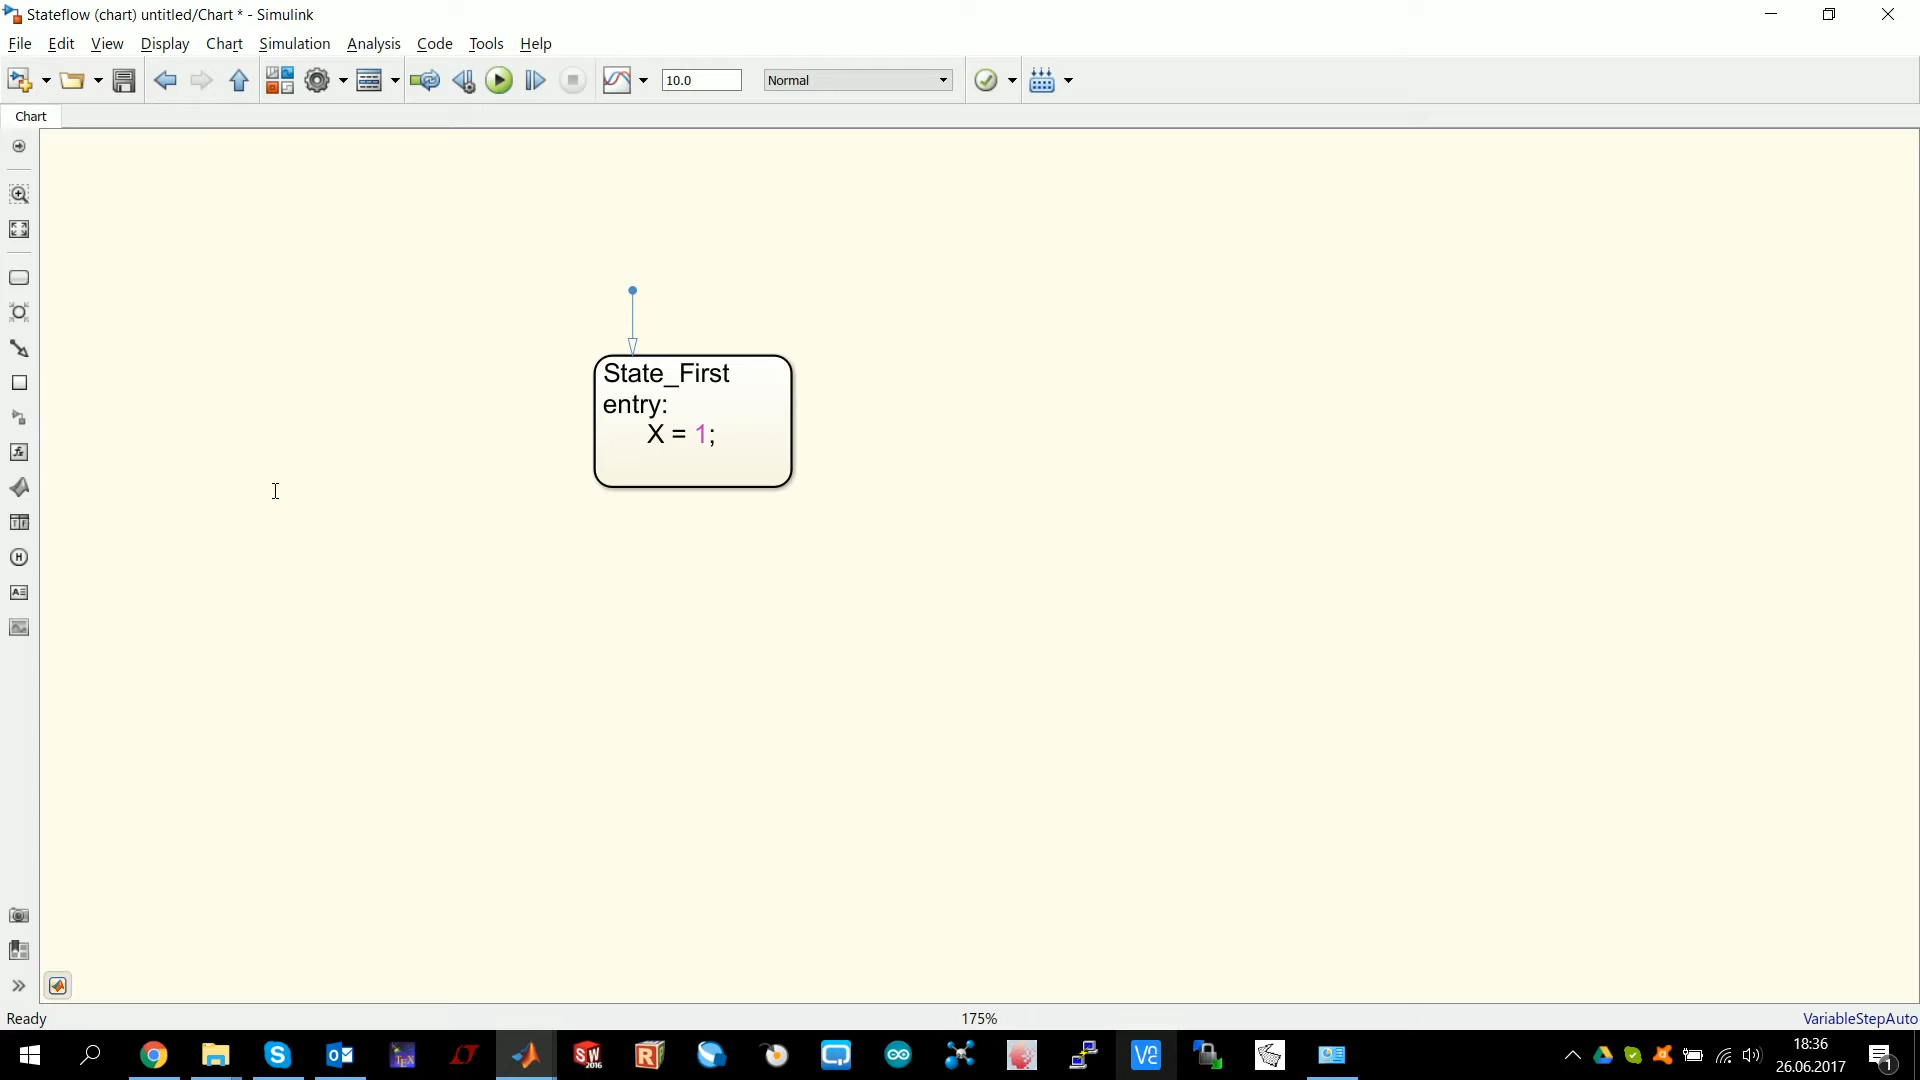 Stateflow (chart) untitled/Chart * - Simulink
File Edit View Display Chart Simulation Analysis Code Tools Help
10.0 Normal
Chart
State_First
entry:
X = 1;
Ready 175% VariableStepAuto
18:36
26.06.2017
1